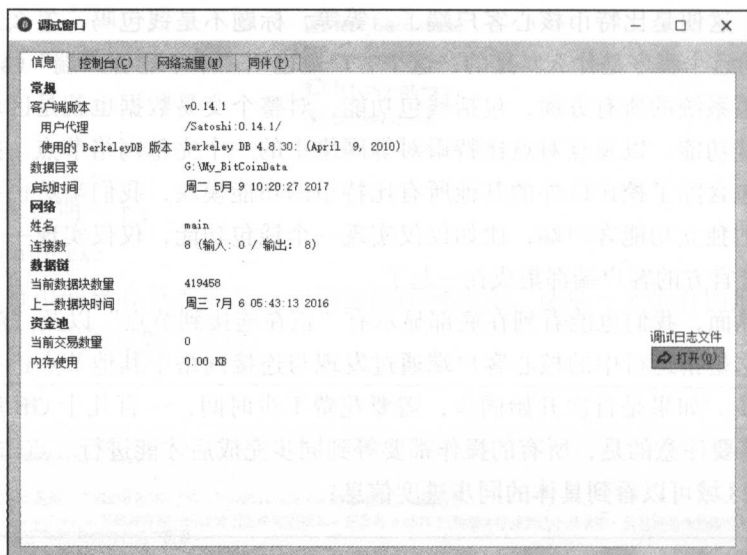 调试窗口
信息 控制台(C) 网络流量(N) 同伴(P)
常规
客户端版本 v0.14.1
用户代理 /Satoshi:0.14.1/
使用的 BerkeleyDB 版本 Berkeley DB 4.8.30: (April 9, 2010)
数据目录 G:\My_BitCoinData
启动时间 周二 5月 9 10:20:27 2017
网络
姓名 main
连接数 8 (输入: 0 / 输出: 8)
数据链
当前数据块数量 419458
上一数据块时间 周三 7月 6 05:43:13 2016
资金池
当前交易数量 0
内存使用 0.00 KB
调试日志文件
打开(O)